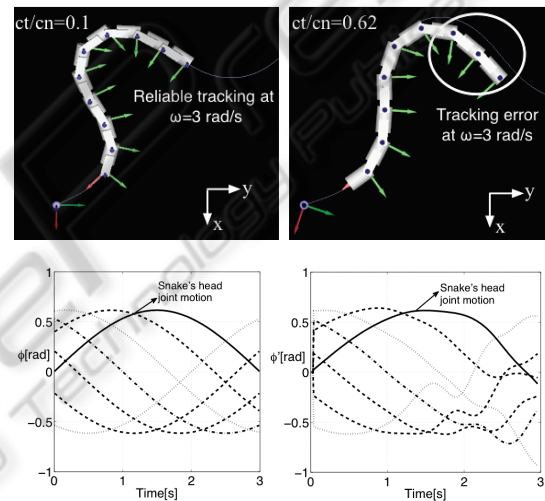 ct/cn=0.1
Reliable tracking at
ω=3 rad/s
y
x
ct/cn=0.62
Tracking error
at ω=3 rad/s
y
x
1
0.5
0
−0.5
−1
ϕ[rad]
Snake's head
joint motion
0
1
2
3
Time[s]
1
0.5
0
−0.5
−1
ϕ'[rad]
Snake's head
joint motion
0
1
2
3
Time[s]